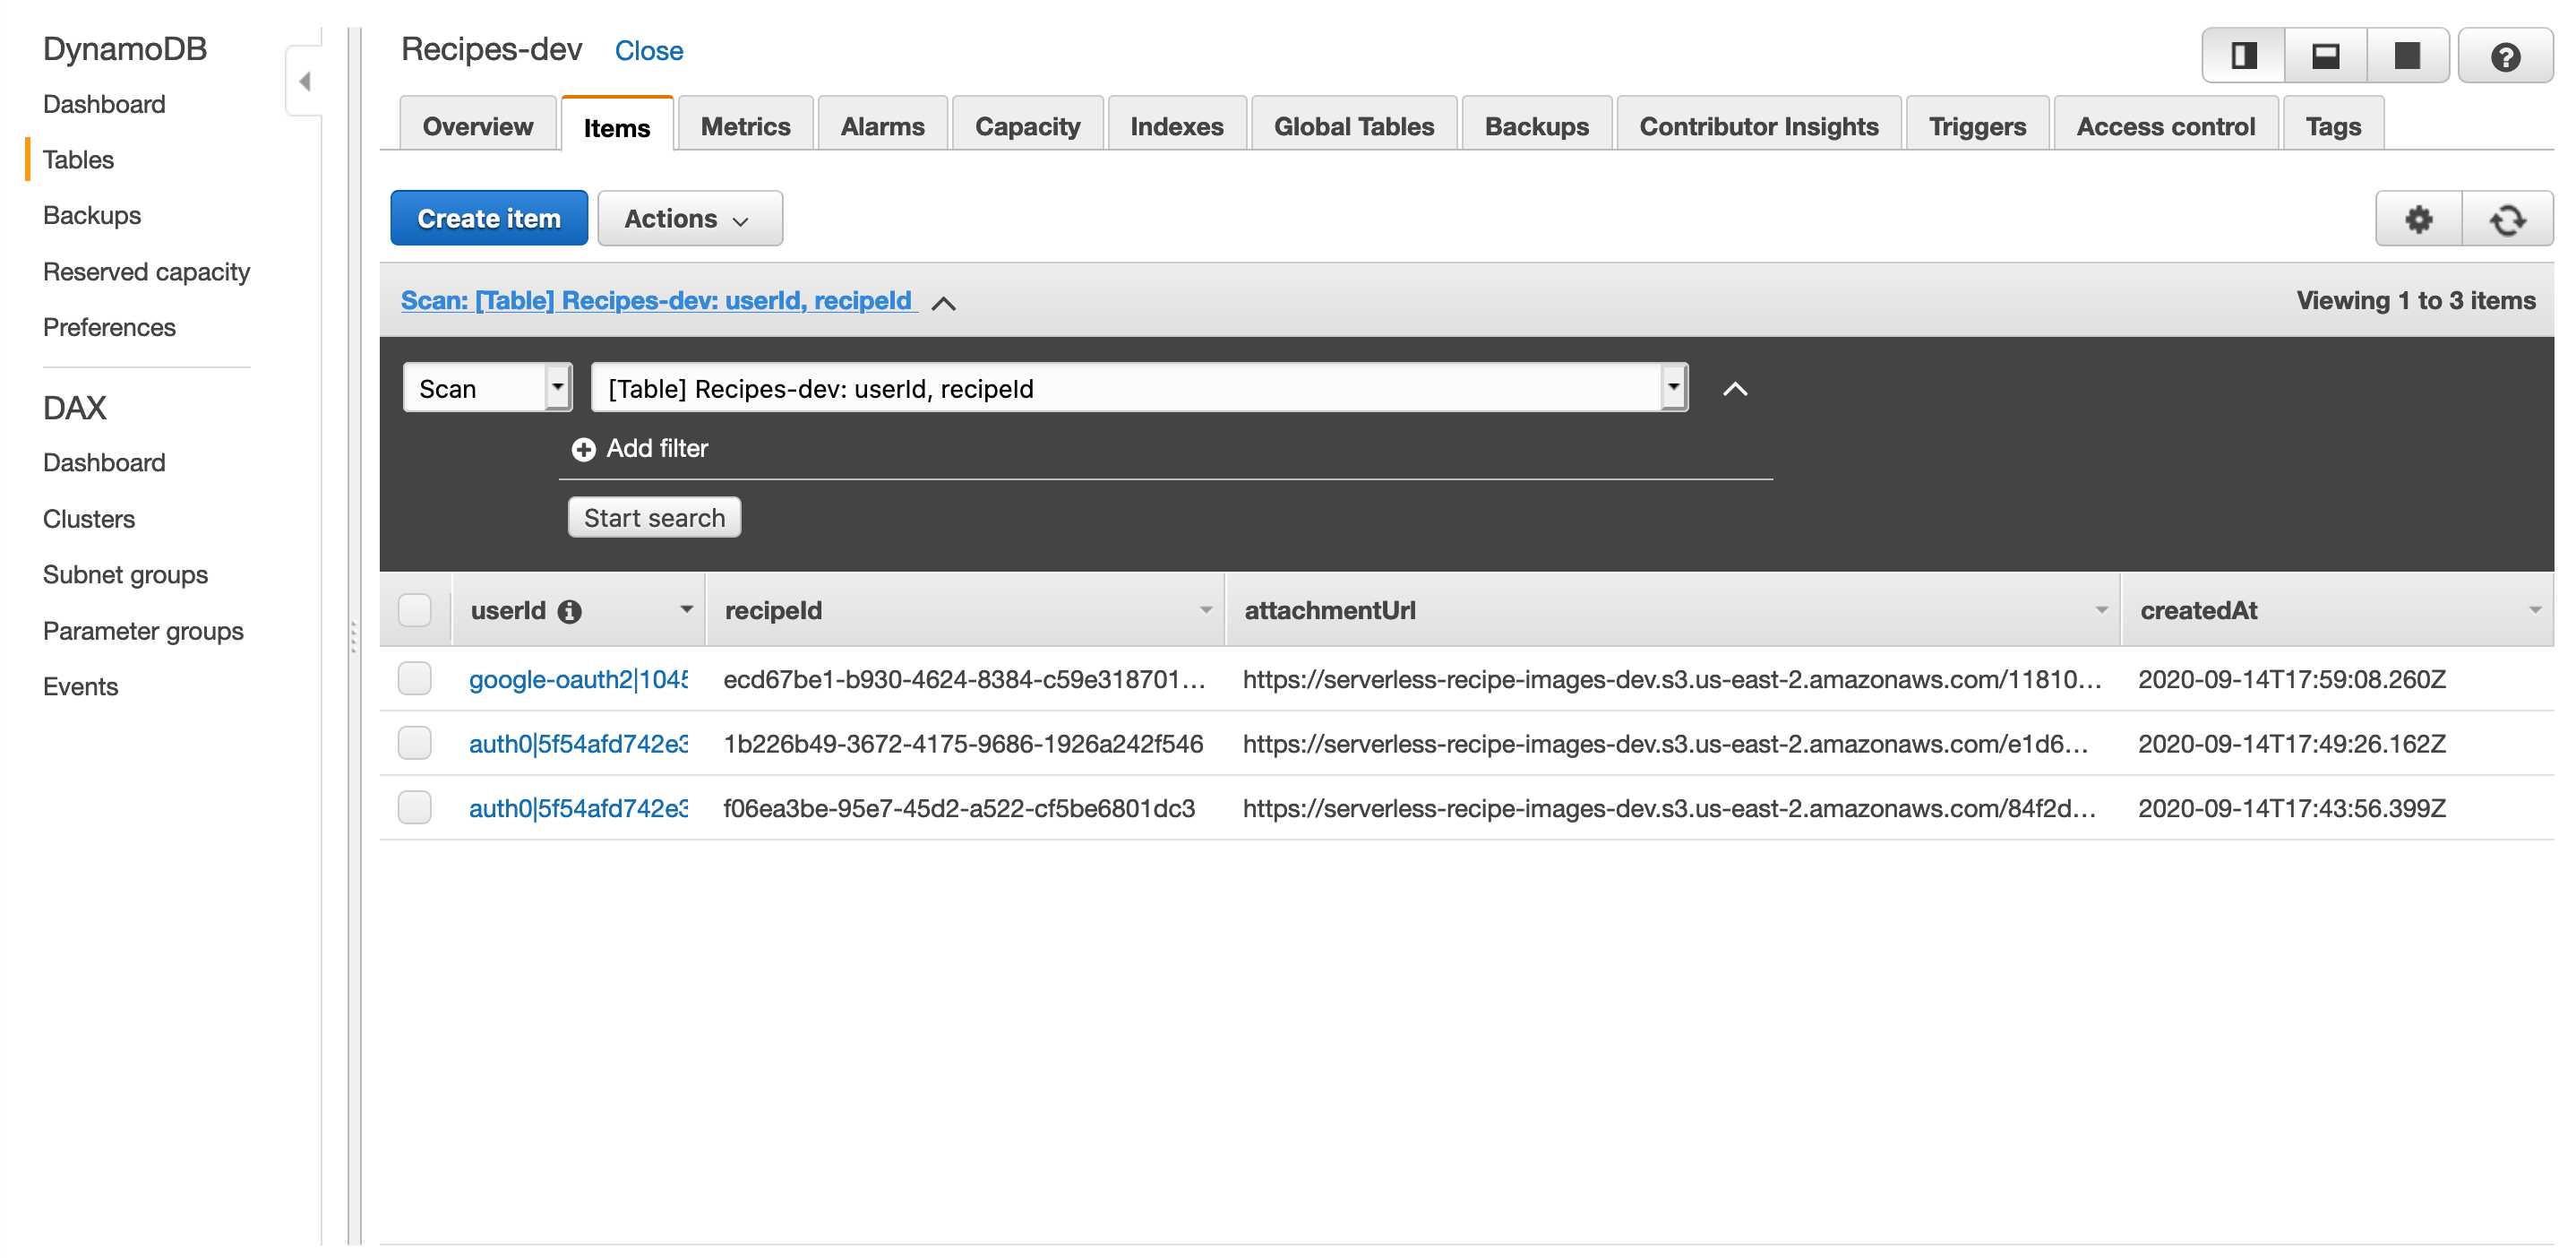 DynamoDB
Dashboard
Tables
Backups
Reserved capacity
Preferences
DAX
Dashboard
Clusters
Subnet groups
Parameter groups
Events
Recipes-dev Close
Overview Items Metrics Alarms Capacity Indexes Global Tables Backups Contributor Insights Triggers Access control Tags
Create item Actions
Scan: [Table] Recipes-dev: userId, recipeId Viewing 1 to 3 items
Scan [Table] Recipes-dev: userId, recipeId
Add filter
Start search
userId recipeId attachmentUrl createdAt
google-oauth2|1045 ecd67be1-b930-4624-8384-c59e318701... https://serverless-recipe-images-dev.s3.us-east-2.amazonaws.com/11810... 2020-09-14T17:59:08.260Z
auth0|5f54afd742e3 1b226b49-3672-4175-9686-1926a242f546 https://serverless-recipe-images-dev.s3.us-east-2.amazonaws.com/e1d6... 2020-09-14T17:49:26.162Z
auth0|5f54afd742e3 f06ea3be-95e7-45d2-a522-cf5be6801dc3 https://serverless-recipe-images-dev.s3.us-east-2.amazonaws.com/84f2d... 2020-09-14T17:43:56.399Z